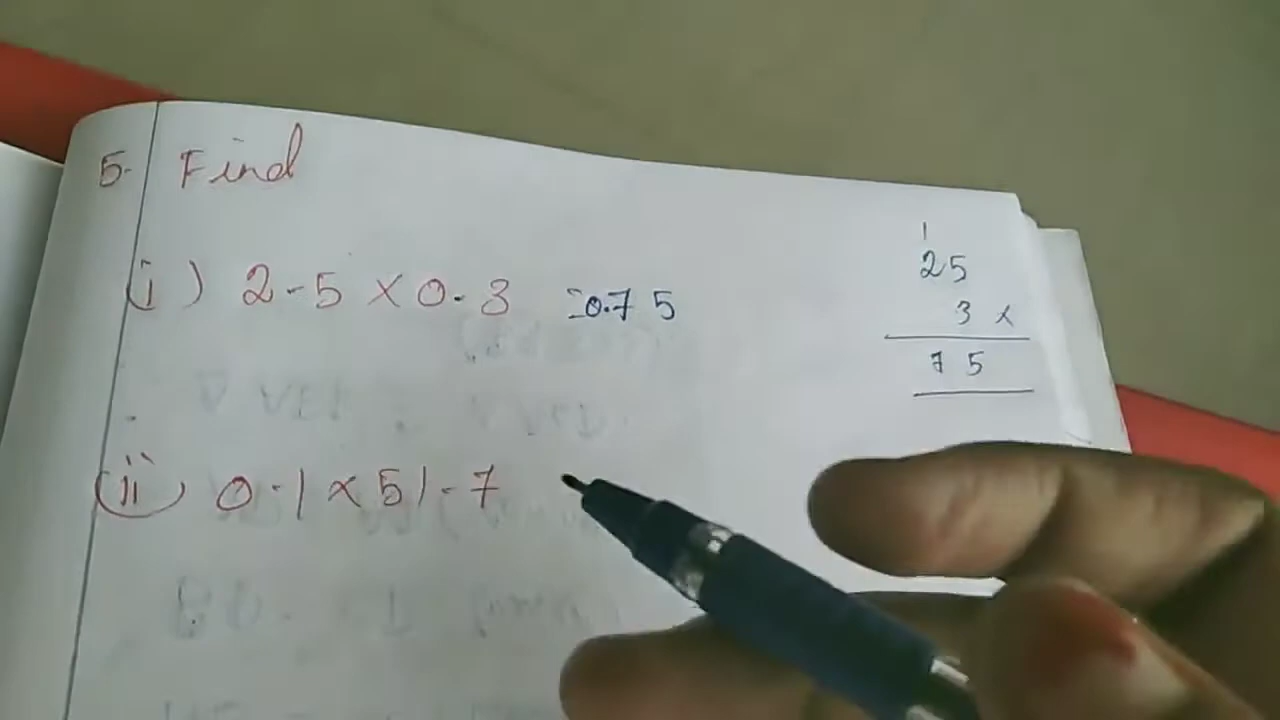 5. Find
(i) 2.5 × 0.3 = 0.75
1
25
3 ×
75
(ii) 0.1 × 51.7